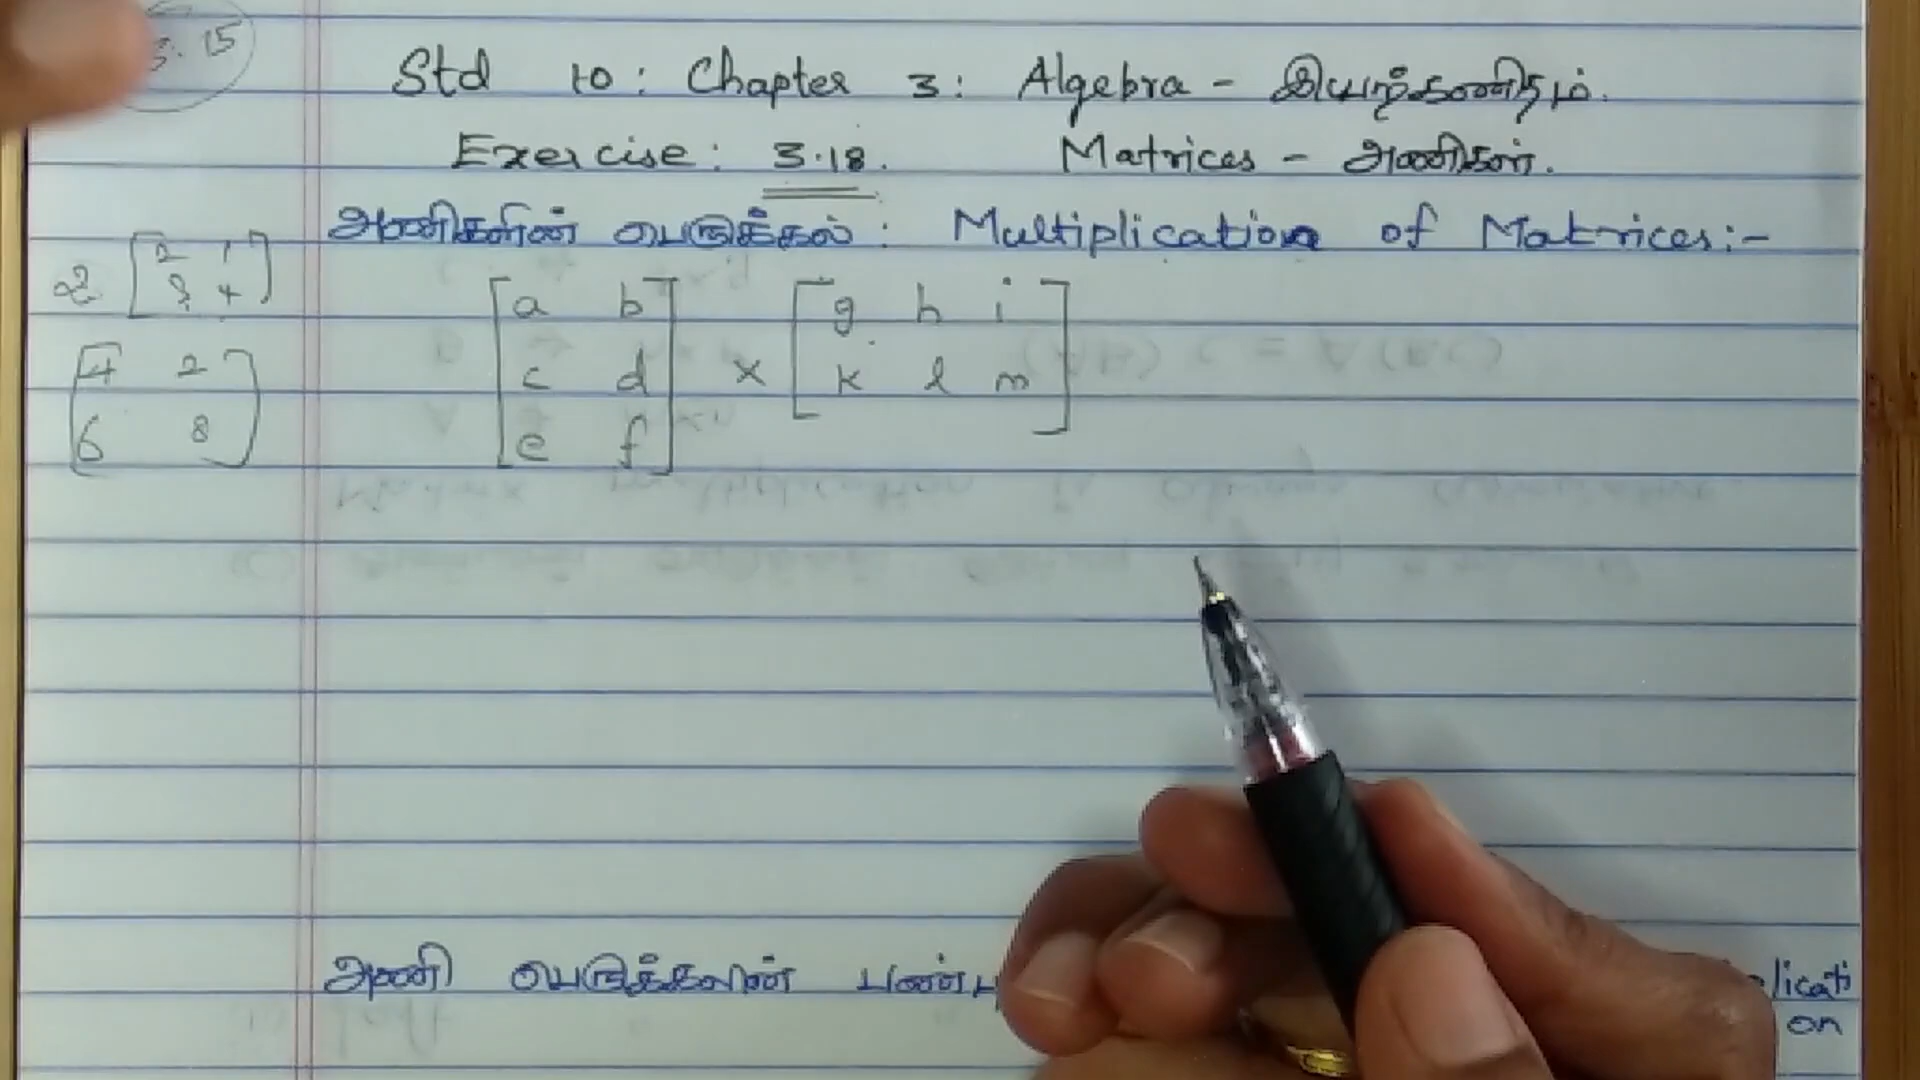 3.15
Std 10: Chapter 3: Algebra - இயற்கணிதம்.
Exercise: 3.18. Matrices - அணிகள்.
அணிகளின் பெருக்கல்: Multiplication of Matrices:-
2 [2 1
3 4]
[4 2
6 8]
[a b
c d
e f]
×
[g h i
k l m]
அணி பெருக்கலின்
on